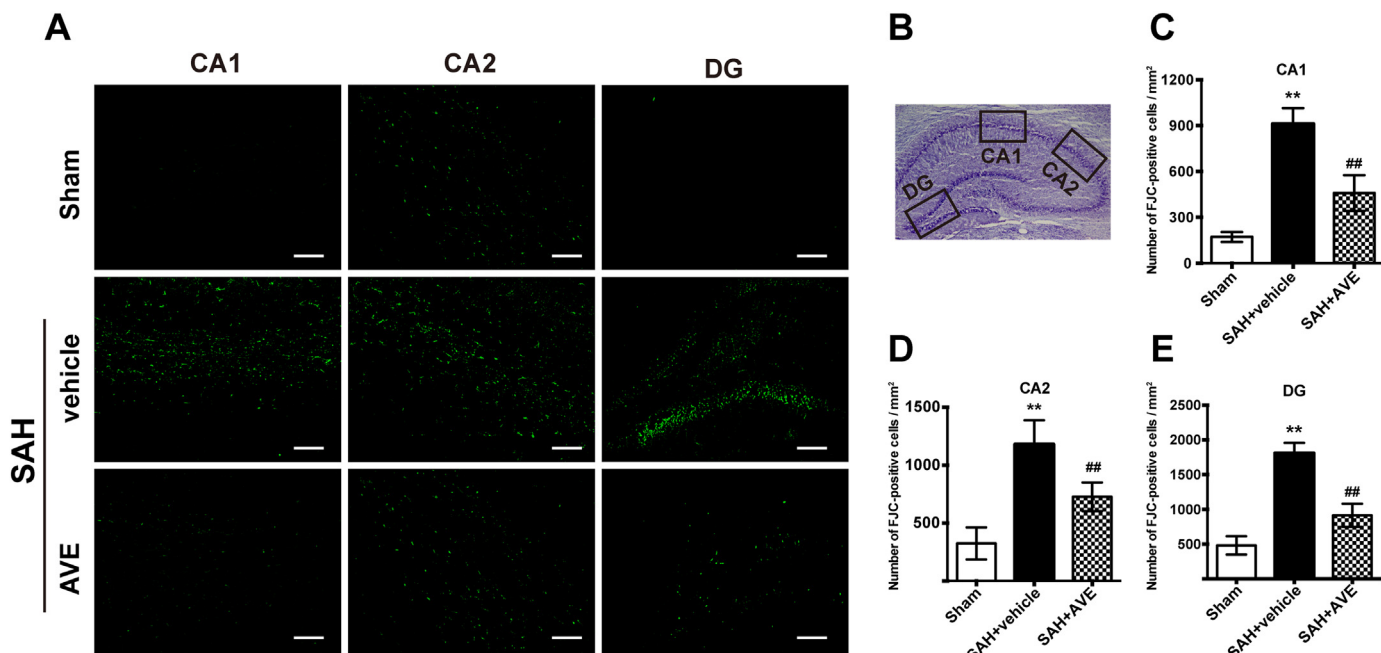 A
CA1
CA2
DG
Sham
SAH
vehicle
AVE
B
CA1
CA2
DG
C
CA1
Number of FJC-positive cells / mm²
1200
900
600
300
0
**
##
Sham
SAH+vehicle
SAH+AVE
D
CA2
Number of FJC-positive cells / mm²
1500
1000
500
**
##
Sham
SAH+vehicle
SAH+AVE
E
DG
Number of FJC-positive cells / mm²
2500
2000
1500
1000
500
**
##
Sham
SAH+vehicle
SAH+AVE